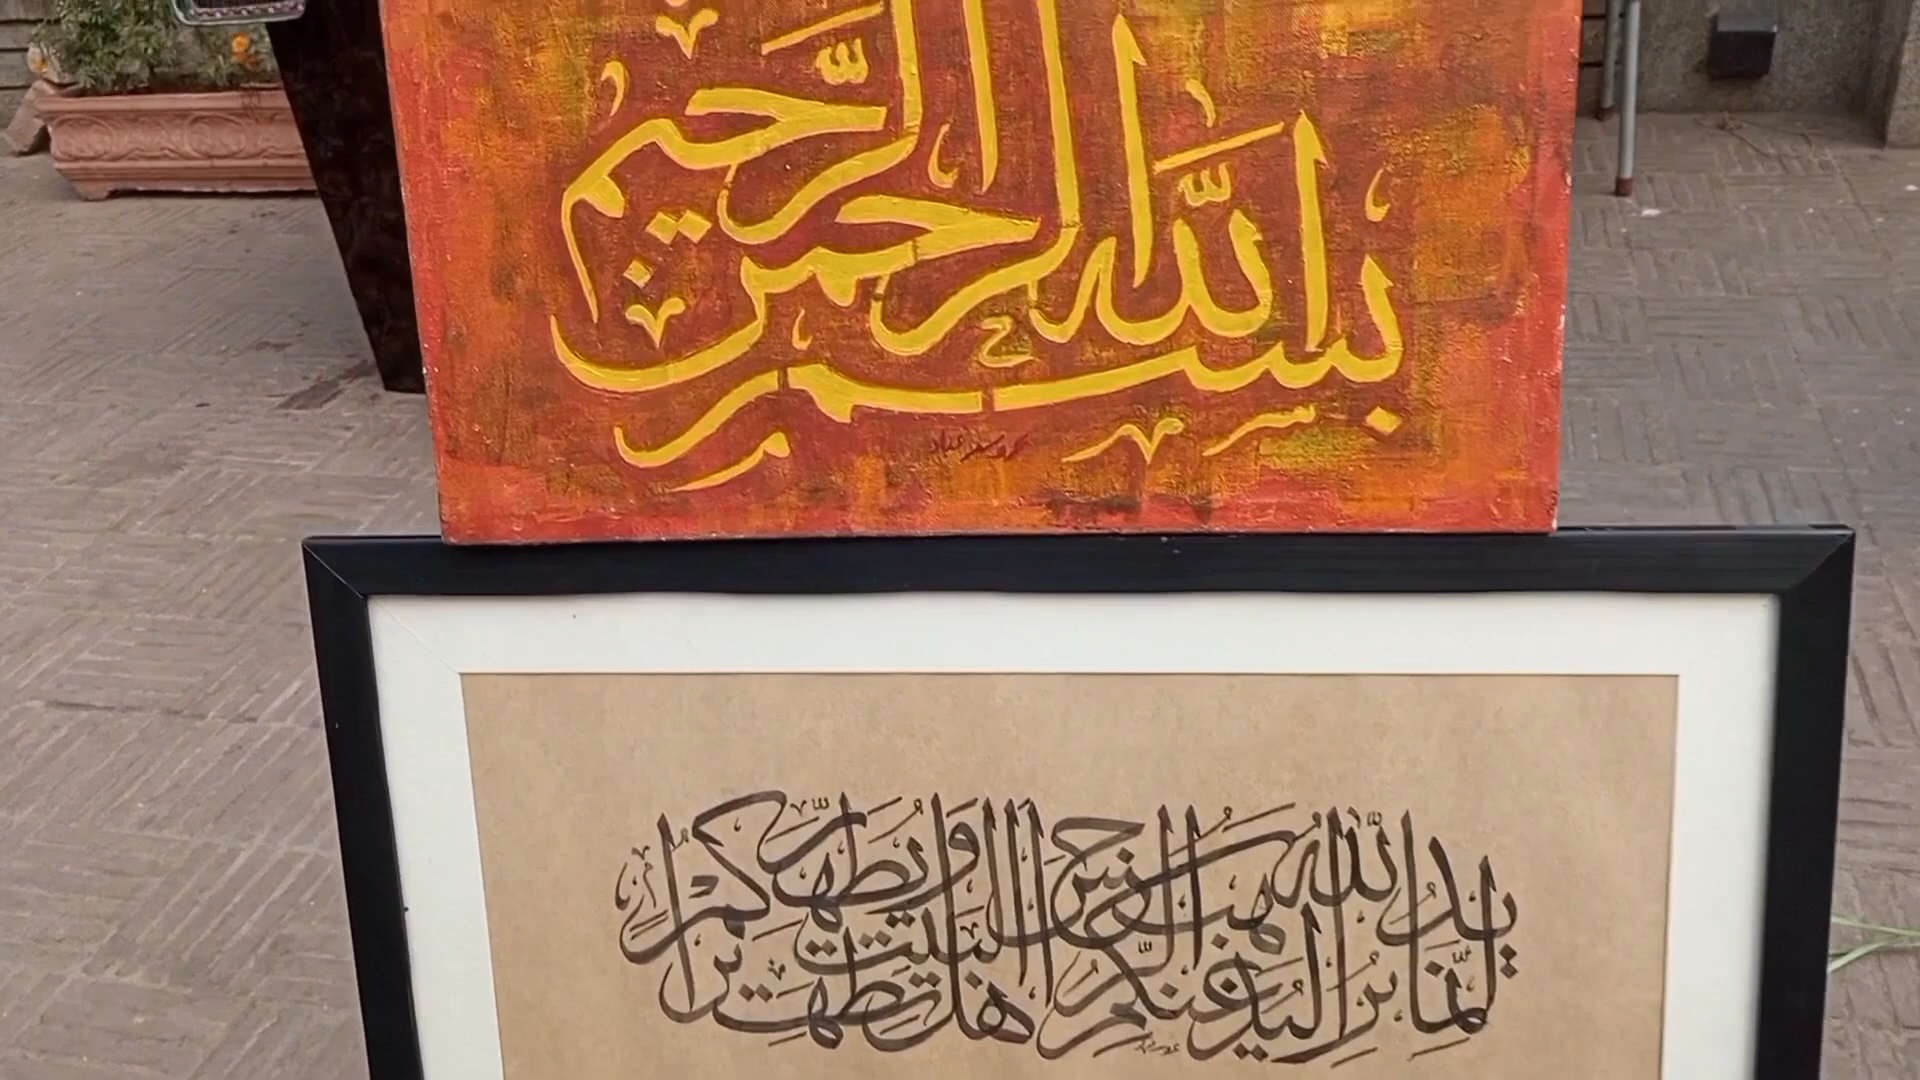 بسم الله الرحمن الرحيم
إنما يريد الله ليذهب عنكم الرجس أهل البيت ويطهركم تطهيرا